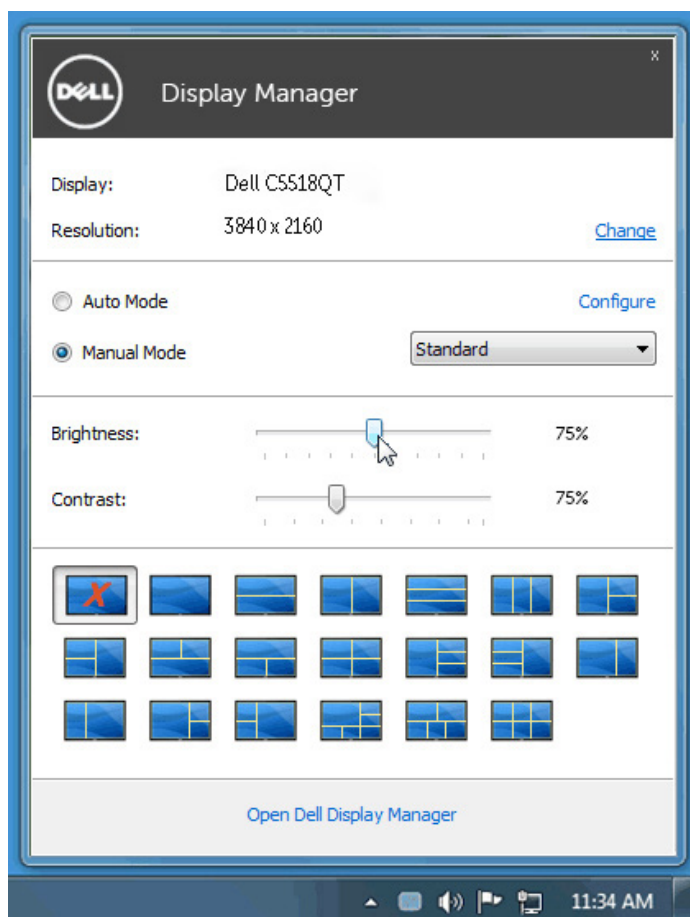 x
DELL
Display Manager
Display: Dell C5518QT
Resolution: 3840 x 2160 Change
Auto Mode Configure
Manual Mode Standard
Brightness: 75%
Contrast: 75%
X
Open Dell Display Manager
11:34 AM